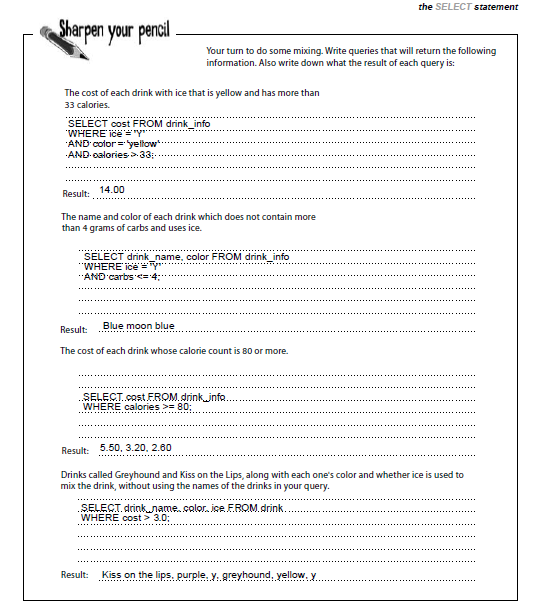 the SELECT statement
Sharpen your pencil
Your turn to do some mixing. Write queries that will return the following
information. Also write down what the result of each query is:
The cost of each drink with ice that is yellow and has more than
33 calories.
SELECT cost FROM drink_info
WHERE ice = 'Y'
AND color = 'yellow'
AND calories > 33;
Result: 14.00
The name and color of each drink which does not contain more
than 4 grams of carbs and uses ice.
SELECT drink_name, color FROM drink_info
WHERE ice = 'Y'
AND carbs <= 4;
Result: Blue moon blue
The cost of each drink whose calorie count is 80 or more.
SELECT cost FROM drink_info
WHERE calories >= 80;
Result: 5.50, 3.20, 2.60
Drinks called Greyhound and Kiss on the Lips, along with each one's color and whether ice is used to
mix the drink, without using the names of the drinks in your query.
SELECT drink_name, color, ice FROM drink
WHERE cost > 3.0;
Result: Kiss on the lips, purple, y, greyhound, yellow, y